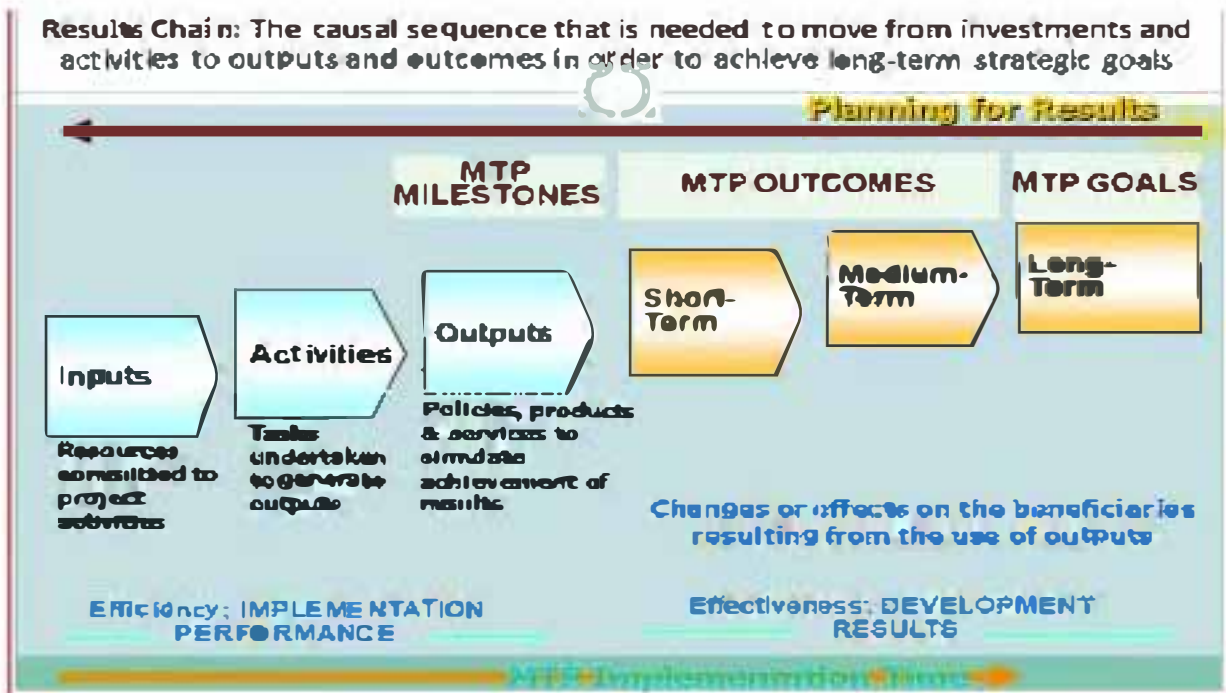 Results Chain: The causal sequence that is needed to move from investments and
activities to outputs and outcomes in order to achieve long-term strategic goals
Planning for Results
MTP
MILESTONES
MTP OUTCOMES
MTP GOALS
Inputs
Activities
Outputs
Short-
Term
Medium-
Term
Long-
Term
Resources
committed to
project
activities
Tasks
undertaken
to generate
outputs
Policies, products
& services to
stimulate
achievement of
results
Changes or effects on the beneficiaries
resulting from the use of outputs
Efficiency: IMPLEMENTATION
PERFORMANCE
Effectiveness: DEVELOPMENT
RESULTS
MTP Implementation Time